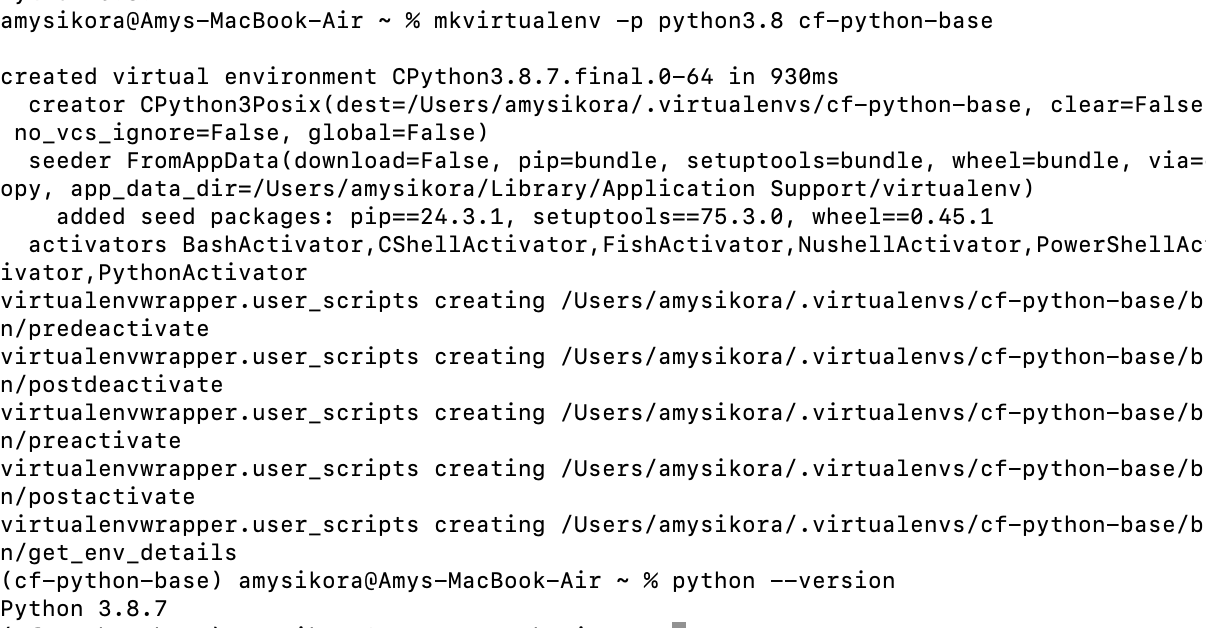 amysikora@Amys-MacBook-Air ~ % mkvirtualenv -p python3.8 cf-python-base
created virtual environment CPython3.8.7.final.0-64 in 930ms
  creator CPython3Posix(dest=/Users/amysikora/.virtualenvs/cf-python-base, clear=False
 no_vcs_ignore=False, global=False)
  seeder FromAppData(download=False, pip=bundle, setuptools=bundle, wheel=bundle, via=
opy, app_data_dir=/Users/amysikora/Library/Application Support/virtualenv)
    added seed packages: pip==24.3.1, setuptools==75.3.0, wheel==0.45.1
  activators BashActivator,CShellActivator,FishActivator,NushellActivator,PowerShellAc
ivator,PythonActivator
virtualenvwrapper.user_scripts creating /Users/amysikora/.virtualenvs/cf-python-base/b
n/predeactivate
virtualenvwrapper.user_scripts creating /Users/amysikora/.virtualenvs/cf-python-base/b
n/postdeactivate
virtualenvwrapper.user_scripts creating /Users/amysikora/.virtualenvs/cf-python-base/b
n/preactivate
virtualenvwrapper.user_scripts creating /Users/amysikora/.virtualenvs/cf-python-base/b
n/postactivate
virtualenvwrapper.user_scripts creating /Users/amysikora/.virtualenvs/cf-python-base/b
n/get_env_details
(cf-python-base) amysikora@Amys-MacBook-Air ~ % python --version
Python 3.8.7